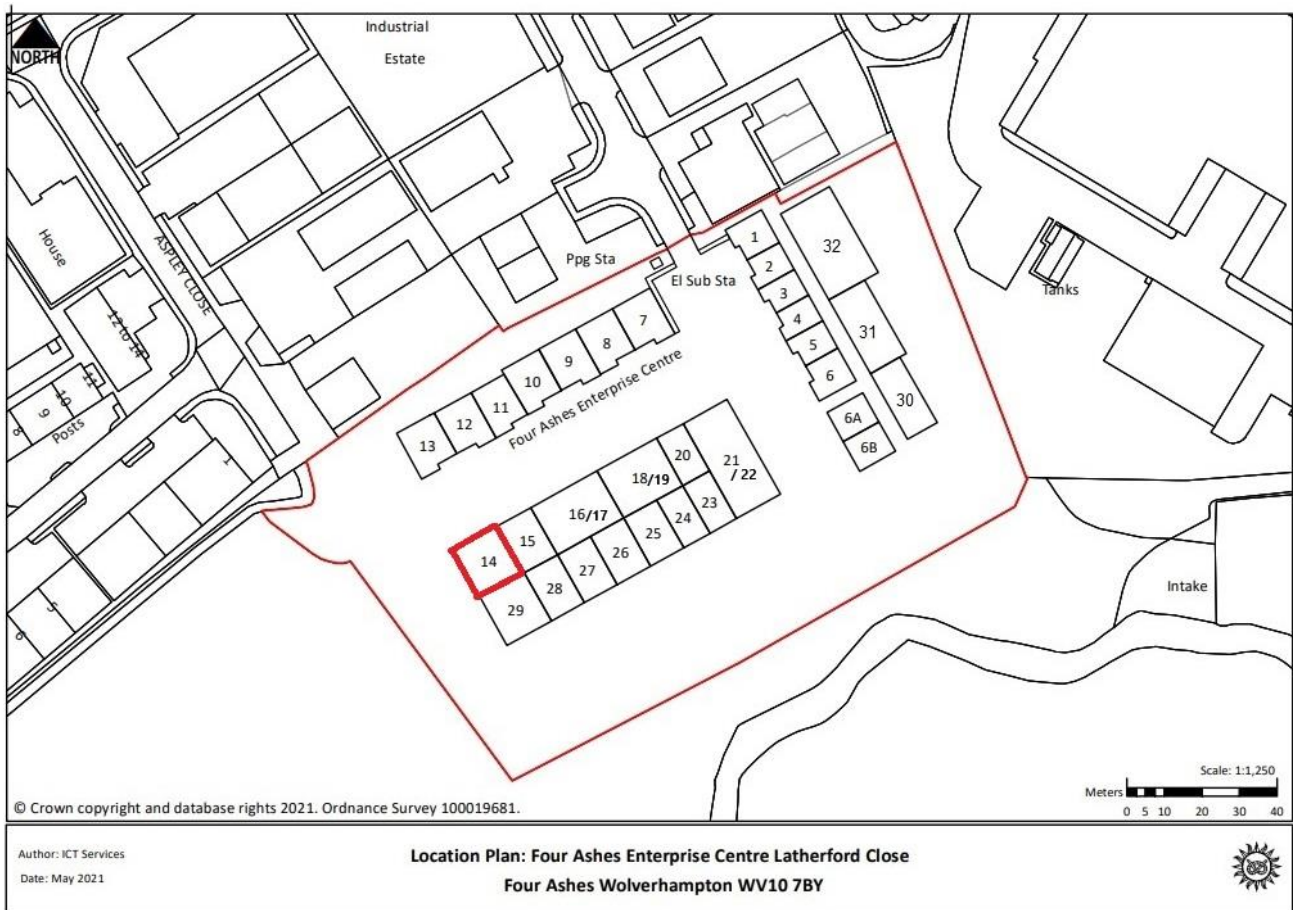 NORTH
Industrial
Estate
House
ASPLEY CLOSE
12 to 14
11
10
9
8
Posts
1
5
6
Ppg Sta
El Sub Sta
Tanks
Intake
1
2
3
4
5
6
6A
6B
32
31
30
7
8
9
10
11
12
13
Four Ashes Enterprise Centre
14
15
16/17
18/19
20
21
/ 22
23
24
25
26
27
28
29
Scale: 1:1,250
Meters
0 5 10 20 30 40
© Crown copyright and database rights 2021. Ordnance Survey 100019681.
Author: ICT Services
Date: May 2021
Location Plan: Four Ashes Enterprise Centre Latherford Close
Four Ashes Wolverhampton WV10 7BY